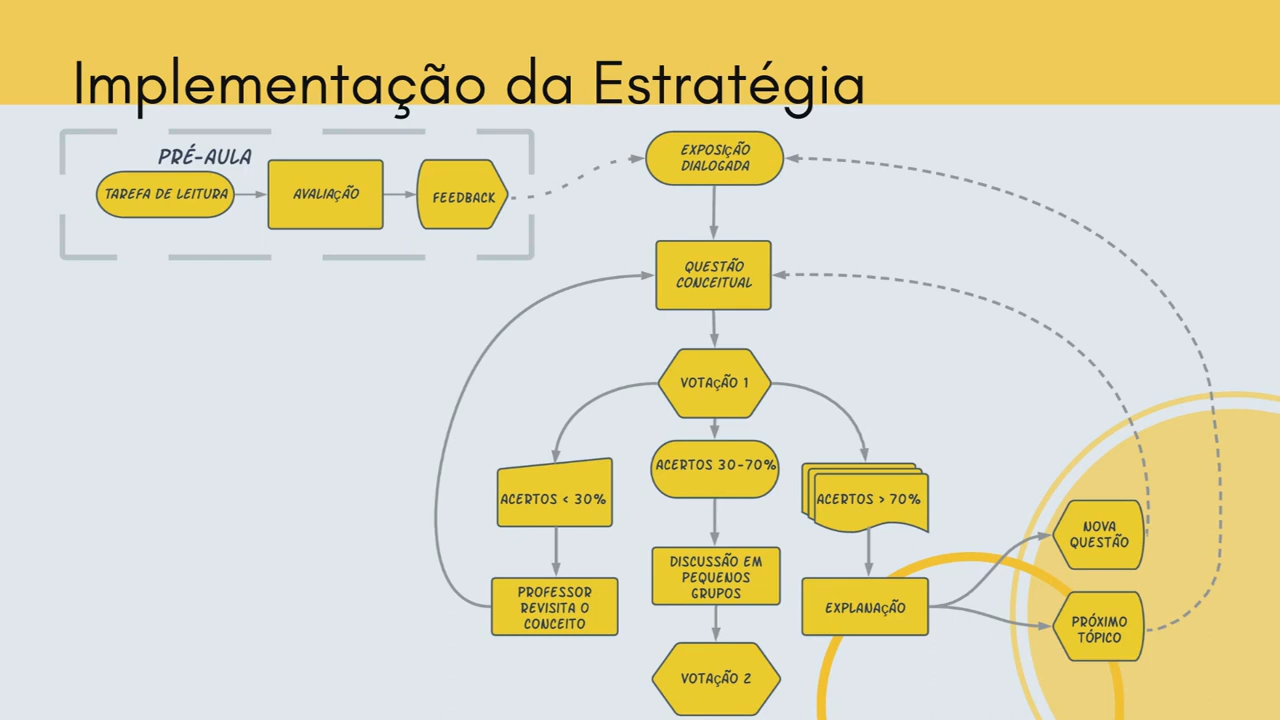 Implementação da Estratégia
PRÉ-AULA
TAREFA DE LEITURA
AVALIAÇÃO
FEEDBACK
EXPOSIÇÃO
DIALOGADA
QUESTÃO
CONCEITUAL
VOTAÇÃO 1
ACERTOS < 30%
ACERTOS 30-70%
ACERTOS > 70%
PROFESSOR
REVISITA O
CONCEITO
DISCUSSÃO EM
PEQUENOS
GRUPOS
EXPLANAÇÃO
NOVA
QUESTÃO
PRÓXIMO
TÓPICO
VOTAÇÃO 2